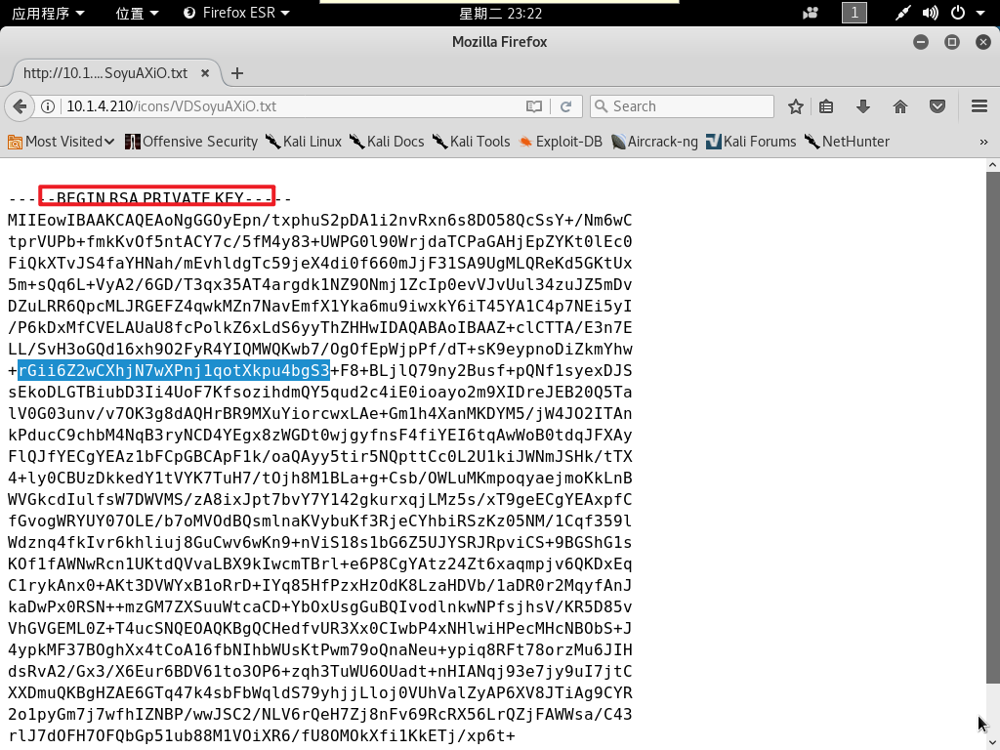 应用程序 位置 Firefox ESR 星期二 23:22 1
Mozilla Firefox
http://10.1....SoyuAXiO.txt
10.1.4.210/icons/VDSoyuAXiO.txt Search
Most Visited Offensive Security Kali Linux Kali Docs Kali Tools Exploit-DB Aircrack-ng Kali Forums NetHunter »
-----BEGIN RSA PRIVATE KEY-----
MIIEowIBAAKCAQEAoNgGGOyEpn/txphuS2pDA1i2nvRxn6s8DO58QcSsY+/Nm6wC
tprVUPb+fmkKvOf5ntACY7c/5fM4y83+UWPG0l90WrjdaTCPaGAHjEpZYKt0lEc0
FiQkXTvJS4faYHNah/mEvhldgTc59jeX4di0f660mJjF31SA9UgMLQReKd5GKtUx
5m+sQq6L+VyA2/6GD/T3qx35AT4argdk1NZ9ONmj1ZcIp0evVJvUul34zuJZ5mDv
DZuLRR6QpcMLJRGEFZ4qwkMZn7NavEmfX1Yka6mu9iwxkY6iT45YA1C4p7NEi5yI
/P6kDxMfCVELAUaU8fcPolkZ6xLdS6yyThZHHwIDAQABAoIBAAZ+clCTTA/E3n7E
LL/SvH3oGQd16xh9O2FyR4YIQMWQKwb7/OgOfEpWjpPf/dT+sK9eypnoDiZkmYhw
+rGii6Z2wCXhjN7wXPnj1qotXkpu4bgS3+F8+BLjlQ79ny2Busf+pQNf1syexDJS
sEkoDLGTBiubD3Ii4UoF7KfsozihdmQY5qud2c4iE0ioayo2m9XIDreJEB20Q5Ta
lV0G03unv/v7OK3g8dAQHrBR9MXuYiorcwxLAe+Gm1h4XanMKDYM5/jW4JO2ITAn
kPducC9chbM4NqB3ryNCD4YEgx8zWGDt0wjgyfnsF4fiYEI6tqAwWoB0tdqJFXAy
FlQJfYECgYEAz1bFCpGBCApF1k/oaQAyy5tir5NQpttCc0L2U1kiJWNmJSHk/tTX
4+ly0CBUzDkkedY1tVYK7TuH7/tOjh8M1BLa+g+Csb/OWLuMKmpoqyaejmoKkLnB
WVGkcdIulfsW7DWVMS/zA8ixJpt7bvY7Y142gkurxqjLMz5s/xT9geECgYEAxpfC
fGvogWRYUY07OLE/b7oMVOdBQsmlnaKVybuKf3RjeCYhbiRSzKz05NM/1Cqf359l
Wdznq4fkIvr6khliuj8GuCwv6wKn9+nViS18s1bG6Z5UJYSRJRpviCS+9BGShG1s
KOf1fAWNwRcn1UKtdQVvaLBX9kIwcmTBrl+e6P8CgYAtz24Zt6xaqmpjv6QKDxEq
C1rykAnx0+AKt3DVWYxB1oRrD+IYq85HfPzxHzOdK8LzaHDVb/1aDR0r2MqyfAnJ
kaDwPx0RSN++mzGM7ZXSuuWtcaCD+YbOxUsgGuBQIvodlnkwNPfsjhsV/KR5D85v
VhGVGEML0Z+T4ucSNQEOAQKBgQCHedfvUR3Xx0CIwbP4xNHlwiHPecMHcNBObS+J
4ypkMF37BOghXx4tCoA16fbNIhbWUsKtPwm79oQnaNeu+ypiq8RFt78orzMu6JIH
dsRvA2/Gx3/X6Eur6BDV61to3OP6+zqh3TuWU6OUadt+nHIANqj93e7jy9uI7jtC
XXDmuQKBgHZAE6GTq47k4sbFbWqldS79yhjjLloj0VUhValZyAP6XV8JTiAg9CYR
2o1pyGm7j7wfhIZNBP/wwJSC2/NLV6rQeH7Zj8nFv69RcRX56LrQZjFAWWsa/C43
rlJ7dOFH7OFQbGp51ub88M1VOiXR6/fU8OMOkXfi1KkETj/xp6t+